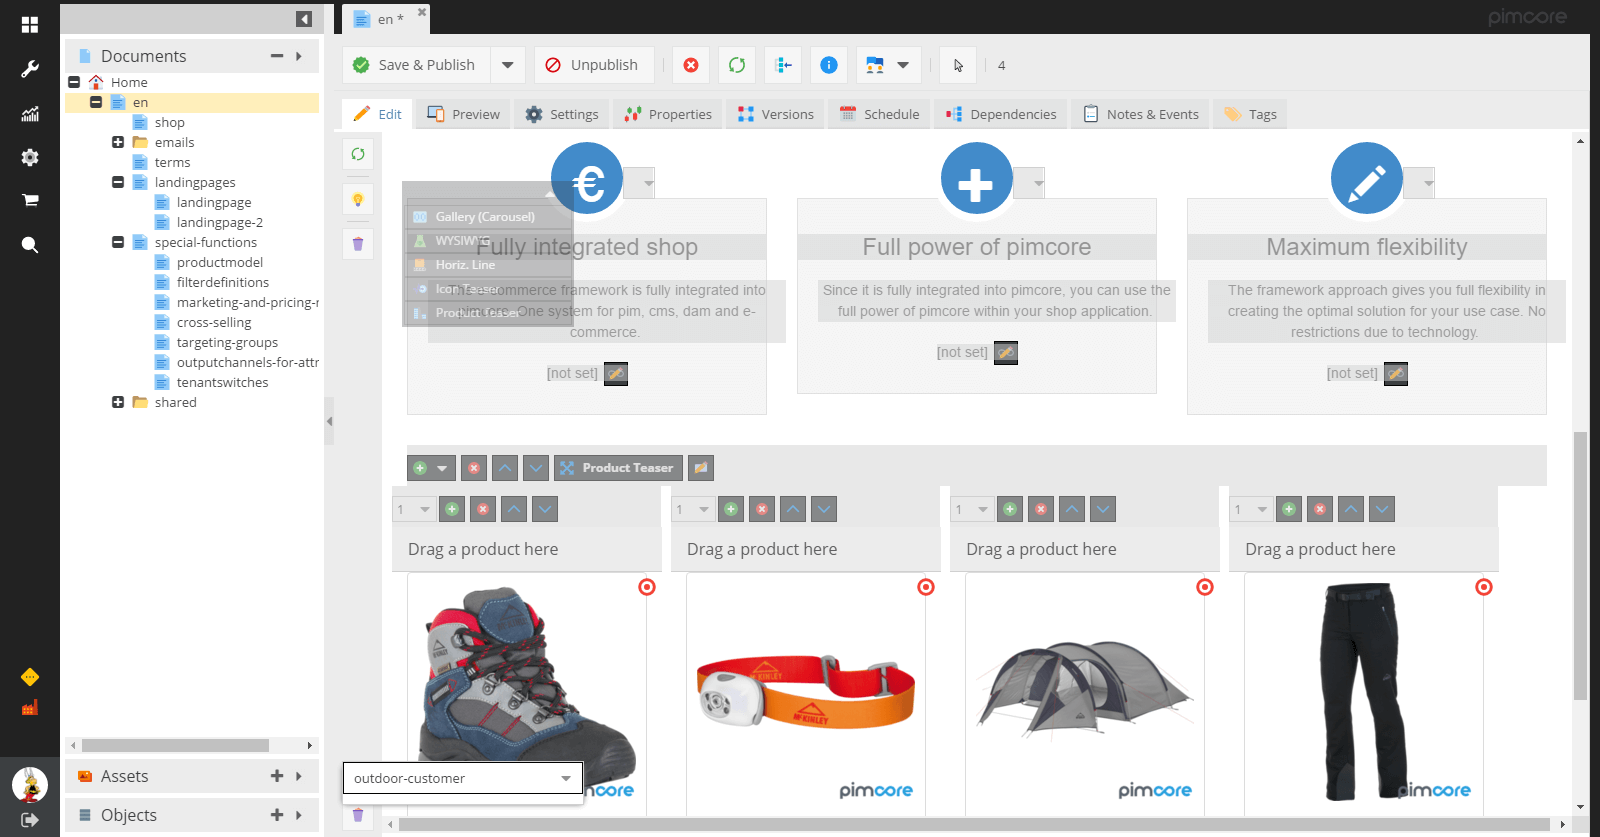 en *
pimcore
Documents
Home
en
shop
emails
terms
landingpages
landingpage
landingpage-2
special-functions
productmodel
filterdefinitions
marketing-and-pricing-r
cross-selling
targeting-groups
outputchannels-for-attr
tenantswitches
shared
Assets
Objects
Save & Publish
Unpublish
4
Edit
Preview
Settings
Properties
Versions
Schedule
Dependencies
Notes & Events
Tags
Gallery (Carousel)
WYSIWYG
Horiz. Line
Icon Teaser
Product Teaser
€
Fully integrated shop
The e-commerce framework is fully integrated into
pimcore. One system for pim, cms, dam and e-
commerce.
[not set]
Full power of pimcore
Since it is fully integrated into pimcore, you can use the
full power of pimcore within your shop application.
[not set]
Maximum flexibility
The framework approach gives you full flexibility in
creating the optimal solution for your use case. No
restrictions due to technology.
[not set]
Product Teaser
1
1
1
1
Drag a product here
Drag a product here
Drag a product here
Drag a product here
McKINLEY
McKINLEY
outdoor-customer
pimcore
pimcore
pimcore